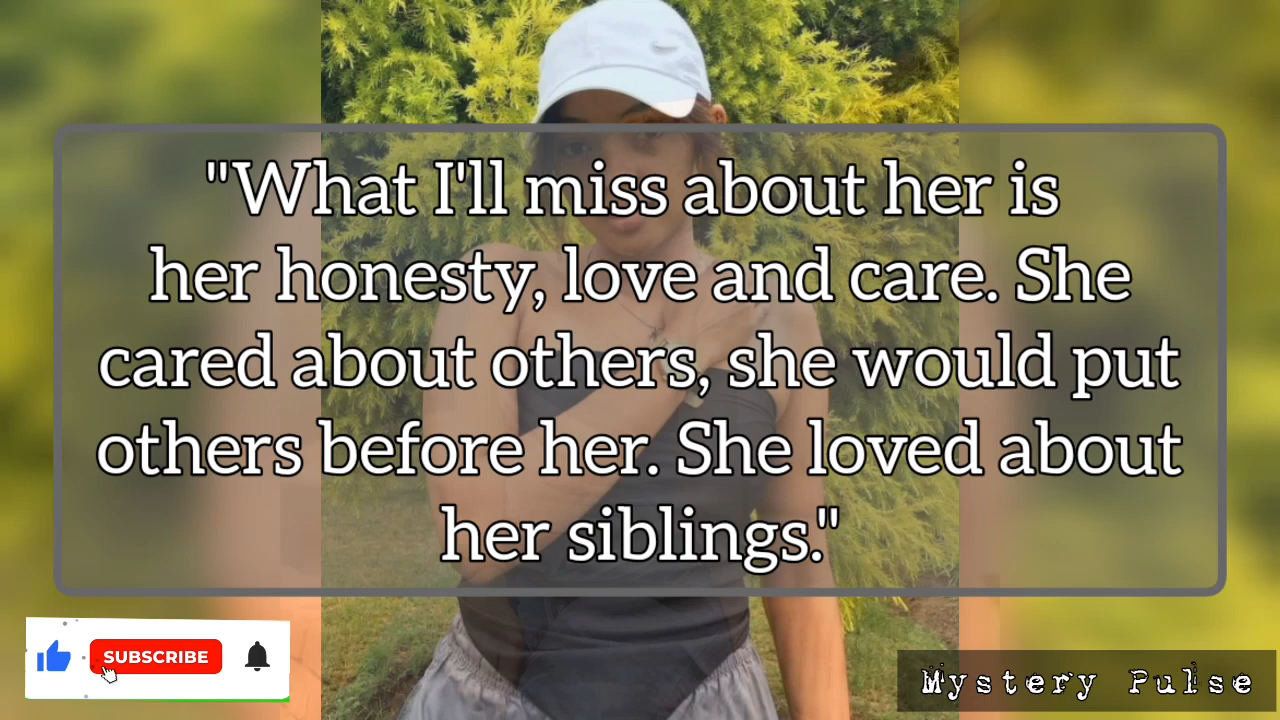 "What I'll miss about her is
her honesty, love and care. She
cared about others, she would put
others before her. She loved about
her siblings."
SUBSCRIBE
Mystery Pulse